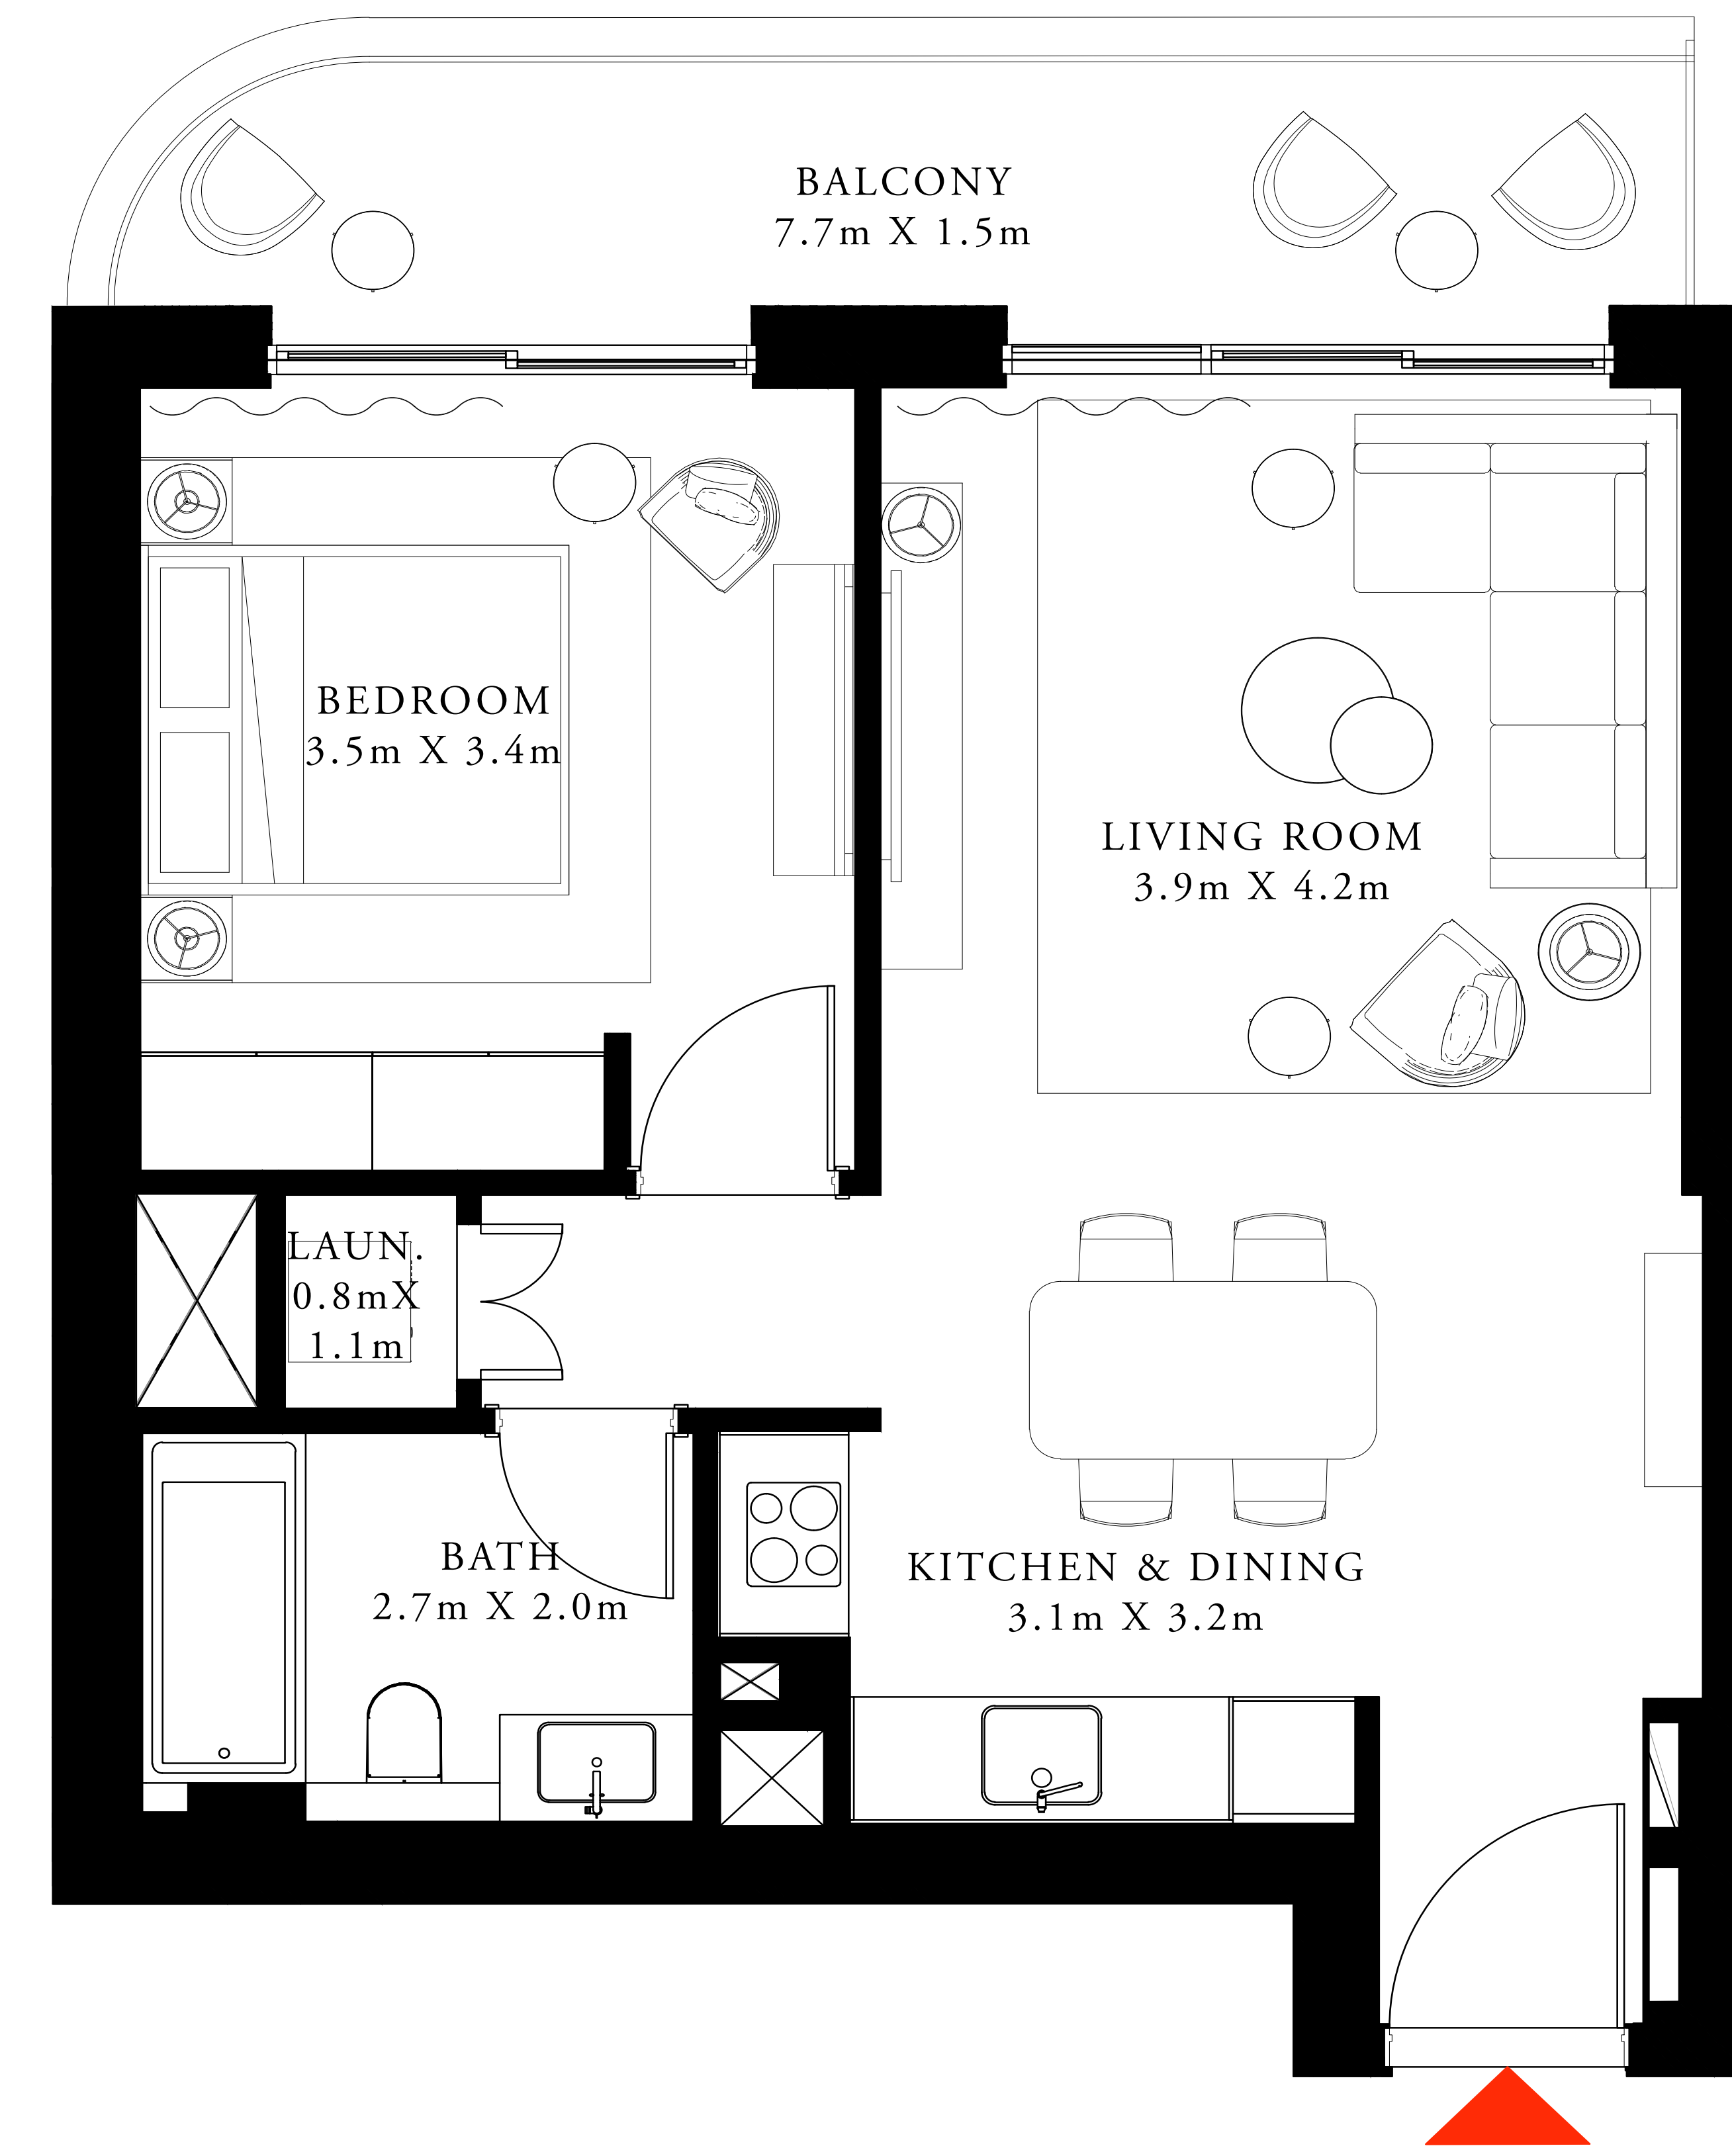 BALCONY
7.7m X 1.5m
BEDROOM
3.5m X 3.4m
LIVING ROOM
3.9m X 4.2m
LAUN.
0.8mX
1.1m
BATH
2.7m X 2.0m
KITCHEN & DINING
3.1m X 3.2m